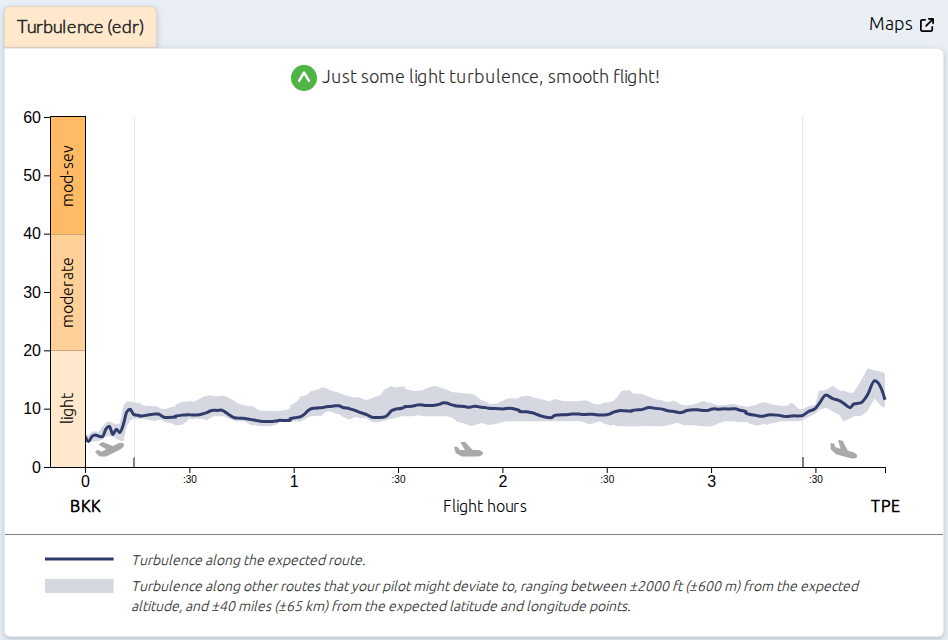 Turbulence (edr)
Maps
Just some light turbulence, smooth flight!
60
50
40
30
20
10
0
mod-sev
moderate
light
0 :30 1 :30 2 :30 3 :30
BKK Flight hours TPE
Turbulence along the expected route.
Turbulence along other routes that your pilot might deviate to, ranging between ±2000 ft (±600 m) from the expected
altitude, and ±40 miles (±65 km) from the expected latitude and longitude points.